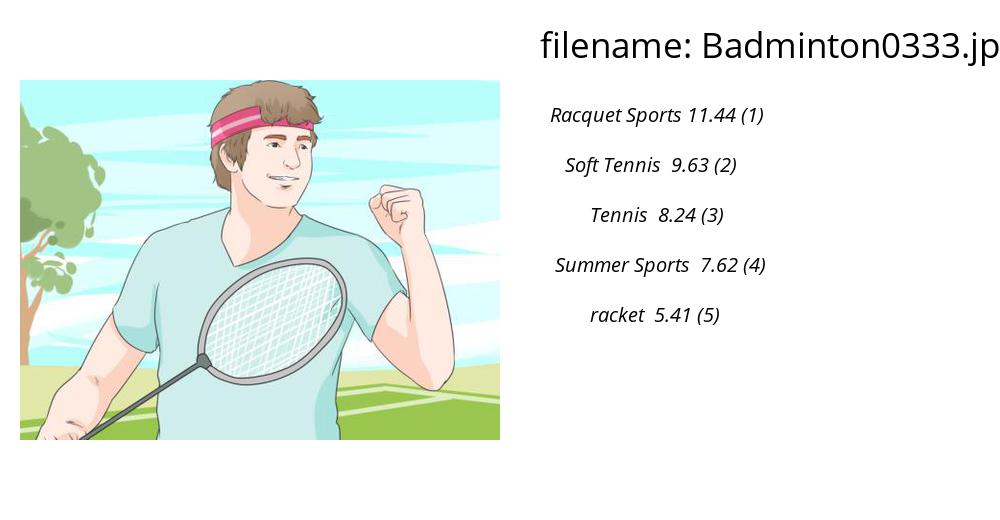 filename: Badminton0333.jp
Racquet Sports 11.44 (1)
Soft Tennis 9.63 (2)
Tennis 8.24 (3)
Summer Sports 7.62 (4)
racket 5.41 (5)